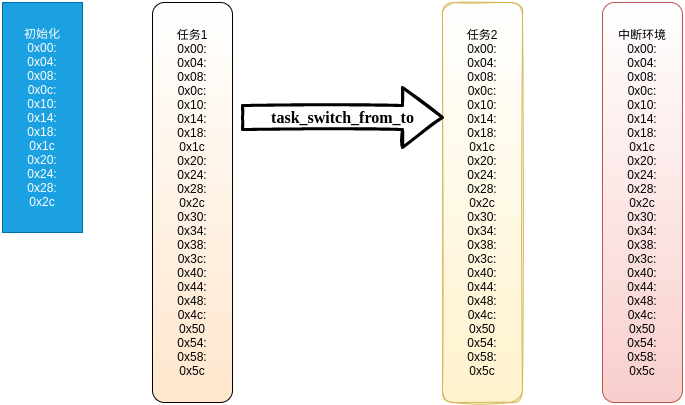 初始化
0x00:
0x04:
0x08:
0x0c:
0x10:
0x14:
0x18:
0x1c
0x20:
0x24:
0x28:
0x2c
任务1
0x00:
0x04:
0x08:
0x0c:
0x10:
0x14:
0x18:
0x1c
0x20:
0x24:
0x28:
0x2c
0x30:
0x34:
0x38:
0x3c:
0x40:
0x44:
0x48:
0x4c:
0x50
0x54:
0x58:
0x5c
task_switch_from_to
任务2
0x00:
0x04:
0x08:
0x0c:
0x10:
0x14:
0x18:
0x1c
0x20:
0x24:
0x28:
0x2c
0x30:
0x34:
0x38:
0x3c:
0x40:
0x44:
0x48:
0x4c:
0x50
0x54:
0x58:
0x5c
中断环境
0x00:
0x04:
0x08:
0x0c:
0x10:
0x14:
0x18:
0x1c
0x20:
0x24:
0x28:
0x2c
0x30:
0x34:
0x38:
0x3c:
0x40:
0x44:
0x48:
0x4c:
0x50
0x54:
0x58:
0x5c